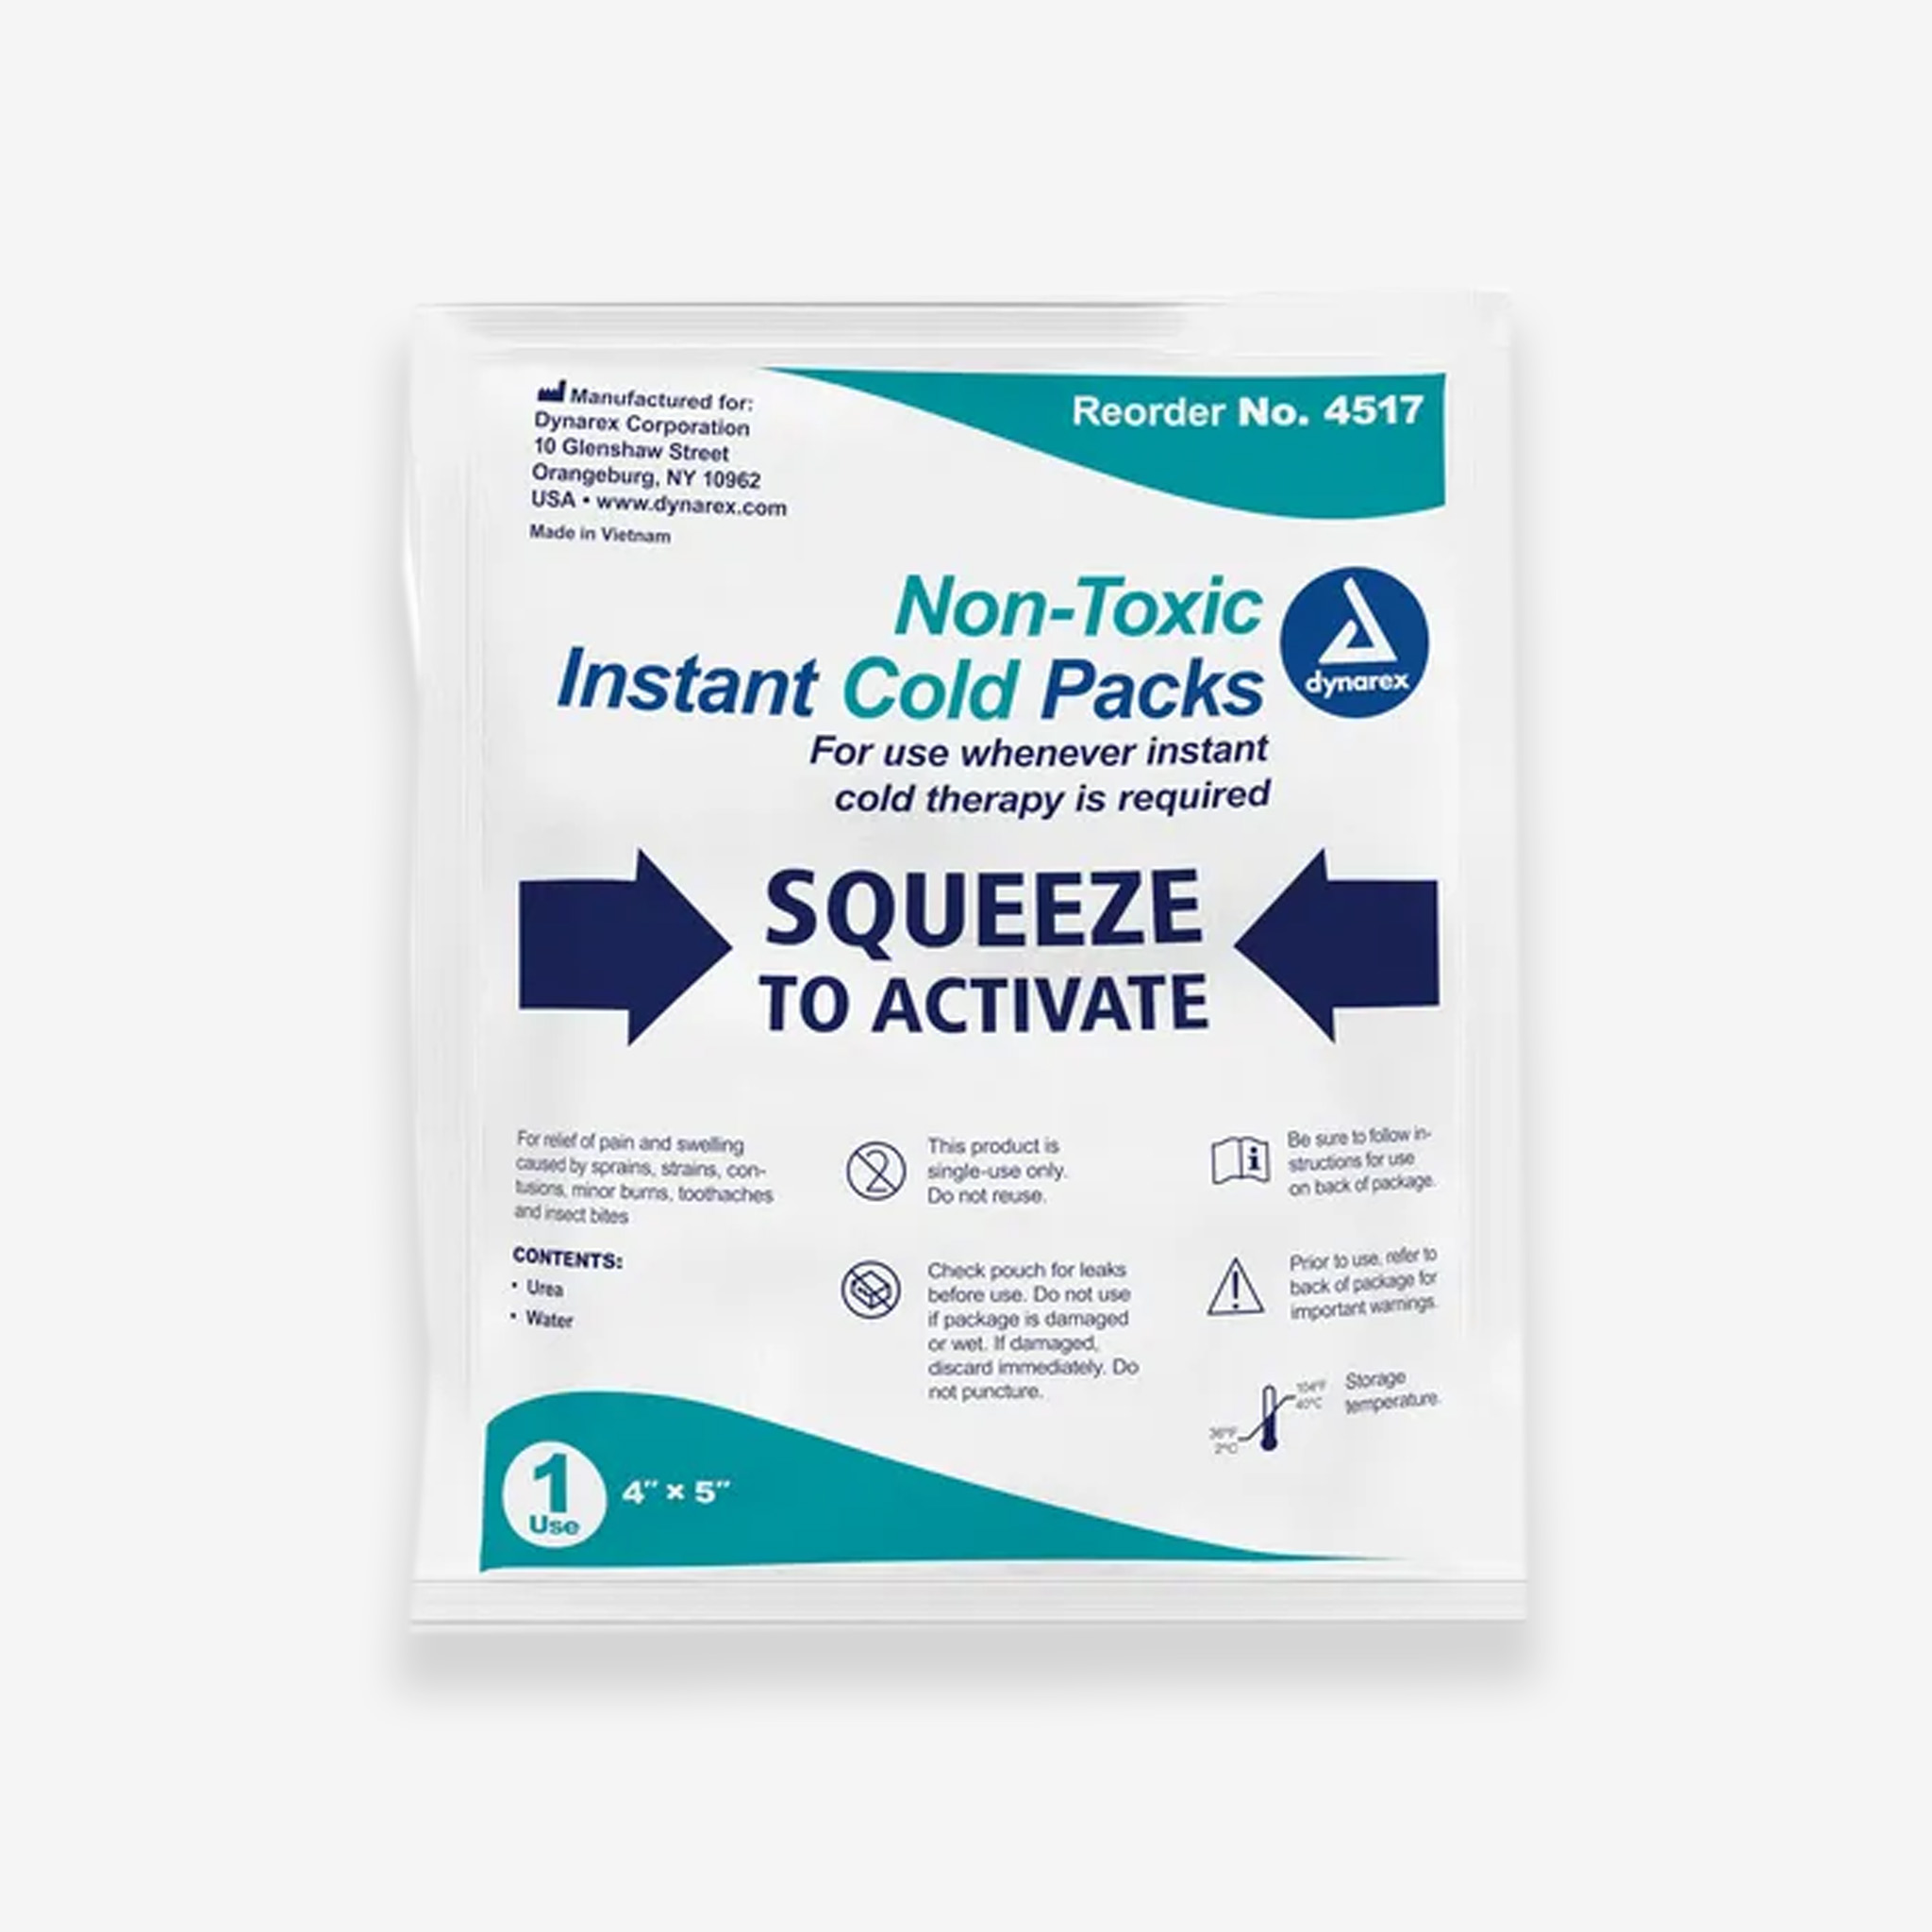 Manufactured for:
Dynarex Corporation
10 Glenshaw Street
Orangeburg, NY 10962
USA • www.dynarex.com
Made in Vietnam
Reorder No. 4517
Non-Toxic
Instant Cold Packs
dynarex
For use whenever instant
cold therapy is required
SQUEEZE
TO ACTIVATE
For relief of pain and swelling
caused by sprains, strains, con-
tusions, minor burns, toothaches
and insect bites
CONTENTS:
• Urea
• Water
2
This product is
single-use only.
Do not reuse.
Check pouch for leaks
before use. Do not use
if package is damaged
or wet. If damaged,
discard immediately. Do
not puncture.
i
Be sure to follow in-
structions for use
on back of package.
!
Prior to use, refer to
back of package for
important warnings.
104°F
40°C
36°F
2°C
Storage
temperature.
1
Use
4" × 5"